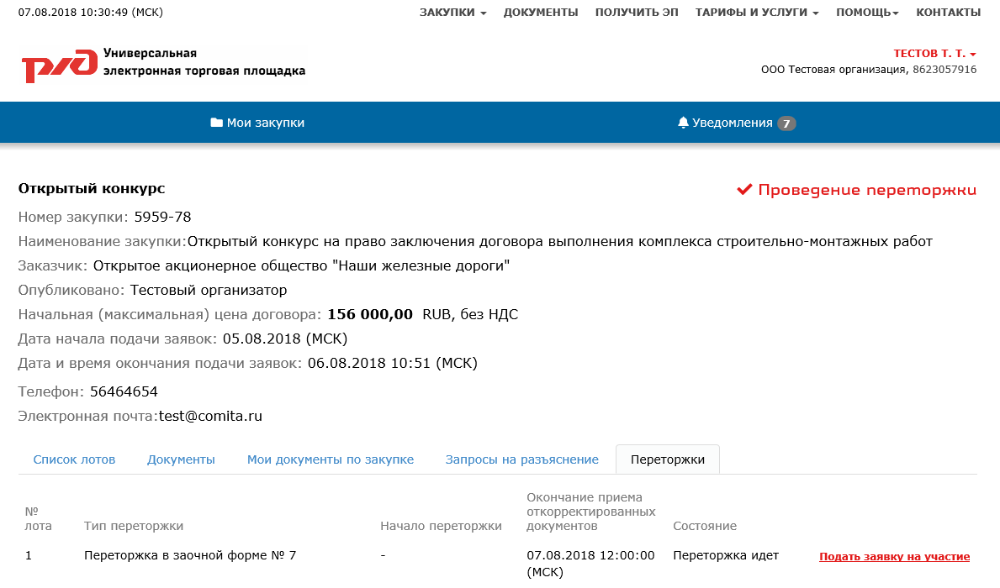 07.08.2018 10:30:49 (МСК) ЗАКУПКИ ДОКУМЕНТЫ ПОЛУЧИТЬ ЭП ТАРИФЫ И УСЛУГИ ПОМОЩЬ КОНТАКТЫ
ржд Универсальная
электронная торговая площадка
ТЕСТОВ Т. Т.
ООО Тестовая организация, 8623057916
Мои закупки Уведомления 7
Открытый конкурс Проведение переторжки
Номер закупки: 5959-78
Наименование закупки:Открытый конкурс на право заключения договора выполнения комплекса строительно-монтажных работ
Заказчик: Открытое акционерное общество "Наши железные дороги"
Опубликовано: Тестовый организатор
Начальная (максимальная) цена договора: 156 000,00 RUB, без НДС
Дата начала подачи заявок: 05.08.2018 (МСК)
Дата и время окончания подачи заявок: 06.08.2018 10:51 (МСК)
Телефон: 56464654
Электронная почта:test@comita.ru
Список лотов Документы Мои документы по закупке Запросы на разъяснение Переторжки
№
лота
Тип переторжки
Начало переторжки
Окончание приема
откорректированных
документов
Состояние
1 Переторжка в заочной форме № 7 - 07.08.2018 12:00:00 Переторжка идет Подать заявку на участие
(МСК)